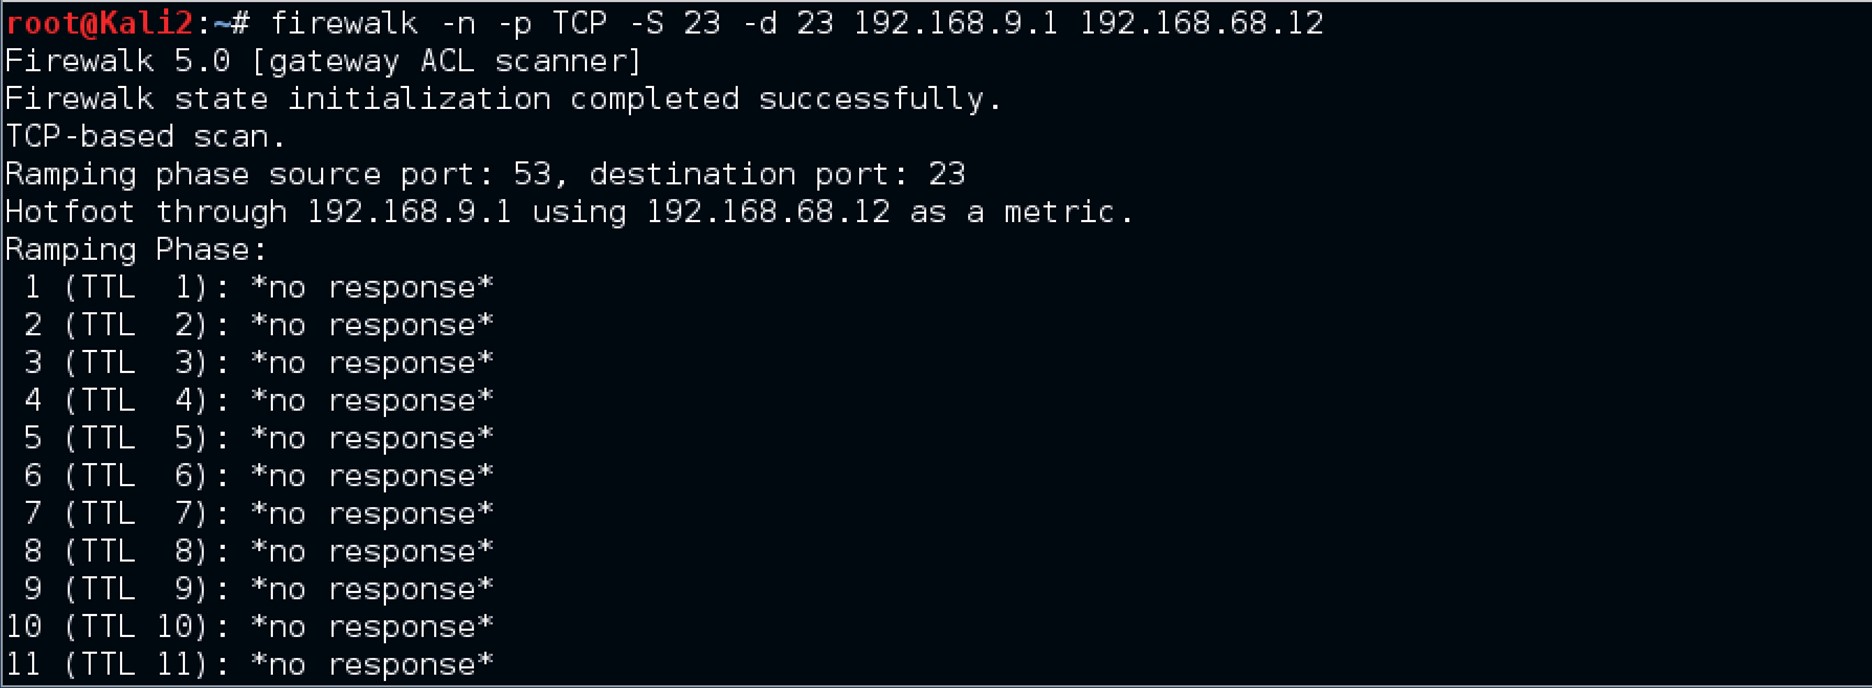 root@Kali2:~# firewalk -n -p TCP -S 23 -d 23 192.168.9.1 192.168.68.12
Firewalk 5.0 [gateway ACL scanner]
Firewalk state initialization completed successfully.
TCP-based scan.
Ramping phase source port: 53, destination port: 23
Hotfoot through 192.168.9.1 using 192.168.68.12 as a metric.
Ramping Phase:
 1 (TTL  1): *no response*
 2 (TTL  2): *no response*
 3 (TTL  3): *no response*
 4 (TTL  4): *no response*
 5 (TTL  5): *no response*
 6 (TTL  6): *no response*
 7 (TTL  7): *no response*
 8 (TTL  8): *no response*
 9 (TTL  9): *no response*
10 (TTL 10): *no response*
11 (TTL 11): *no response*